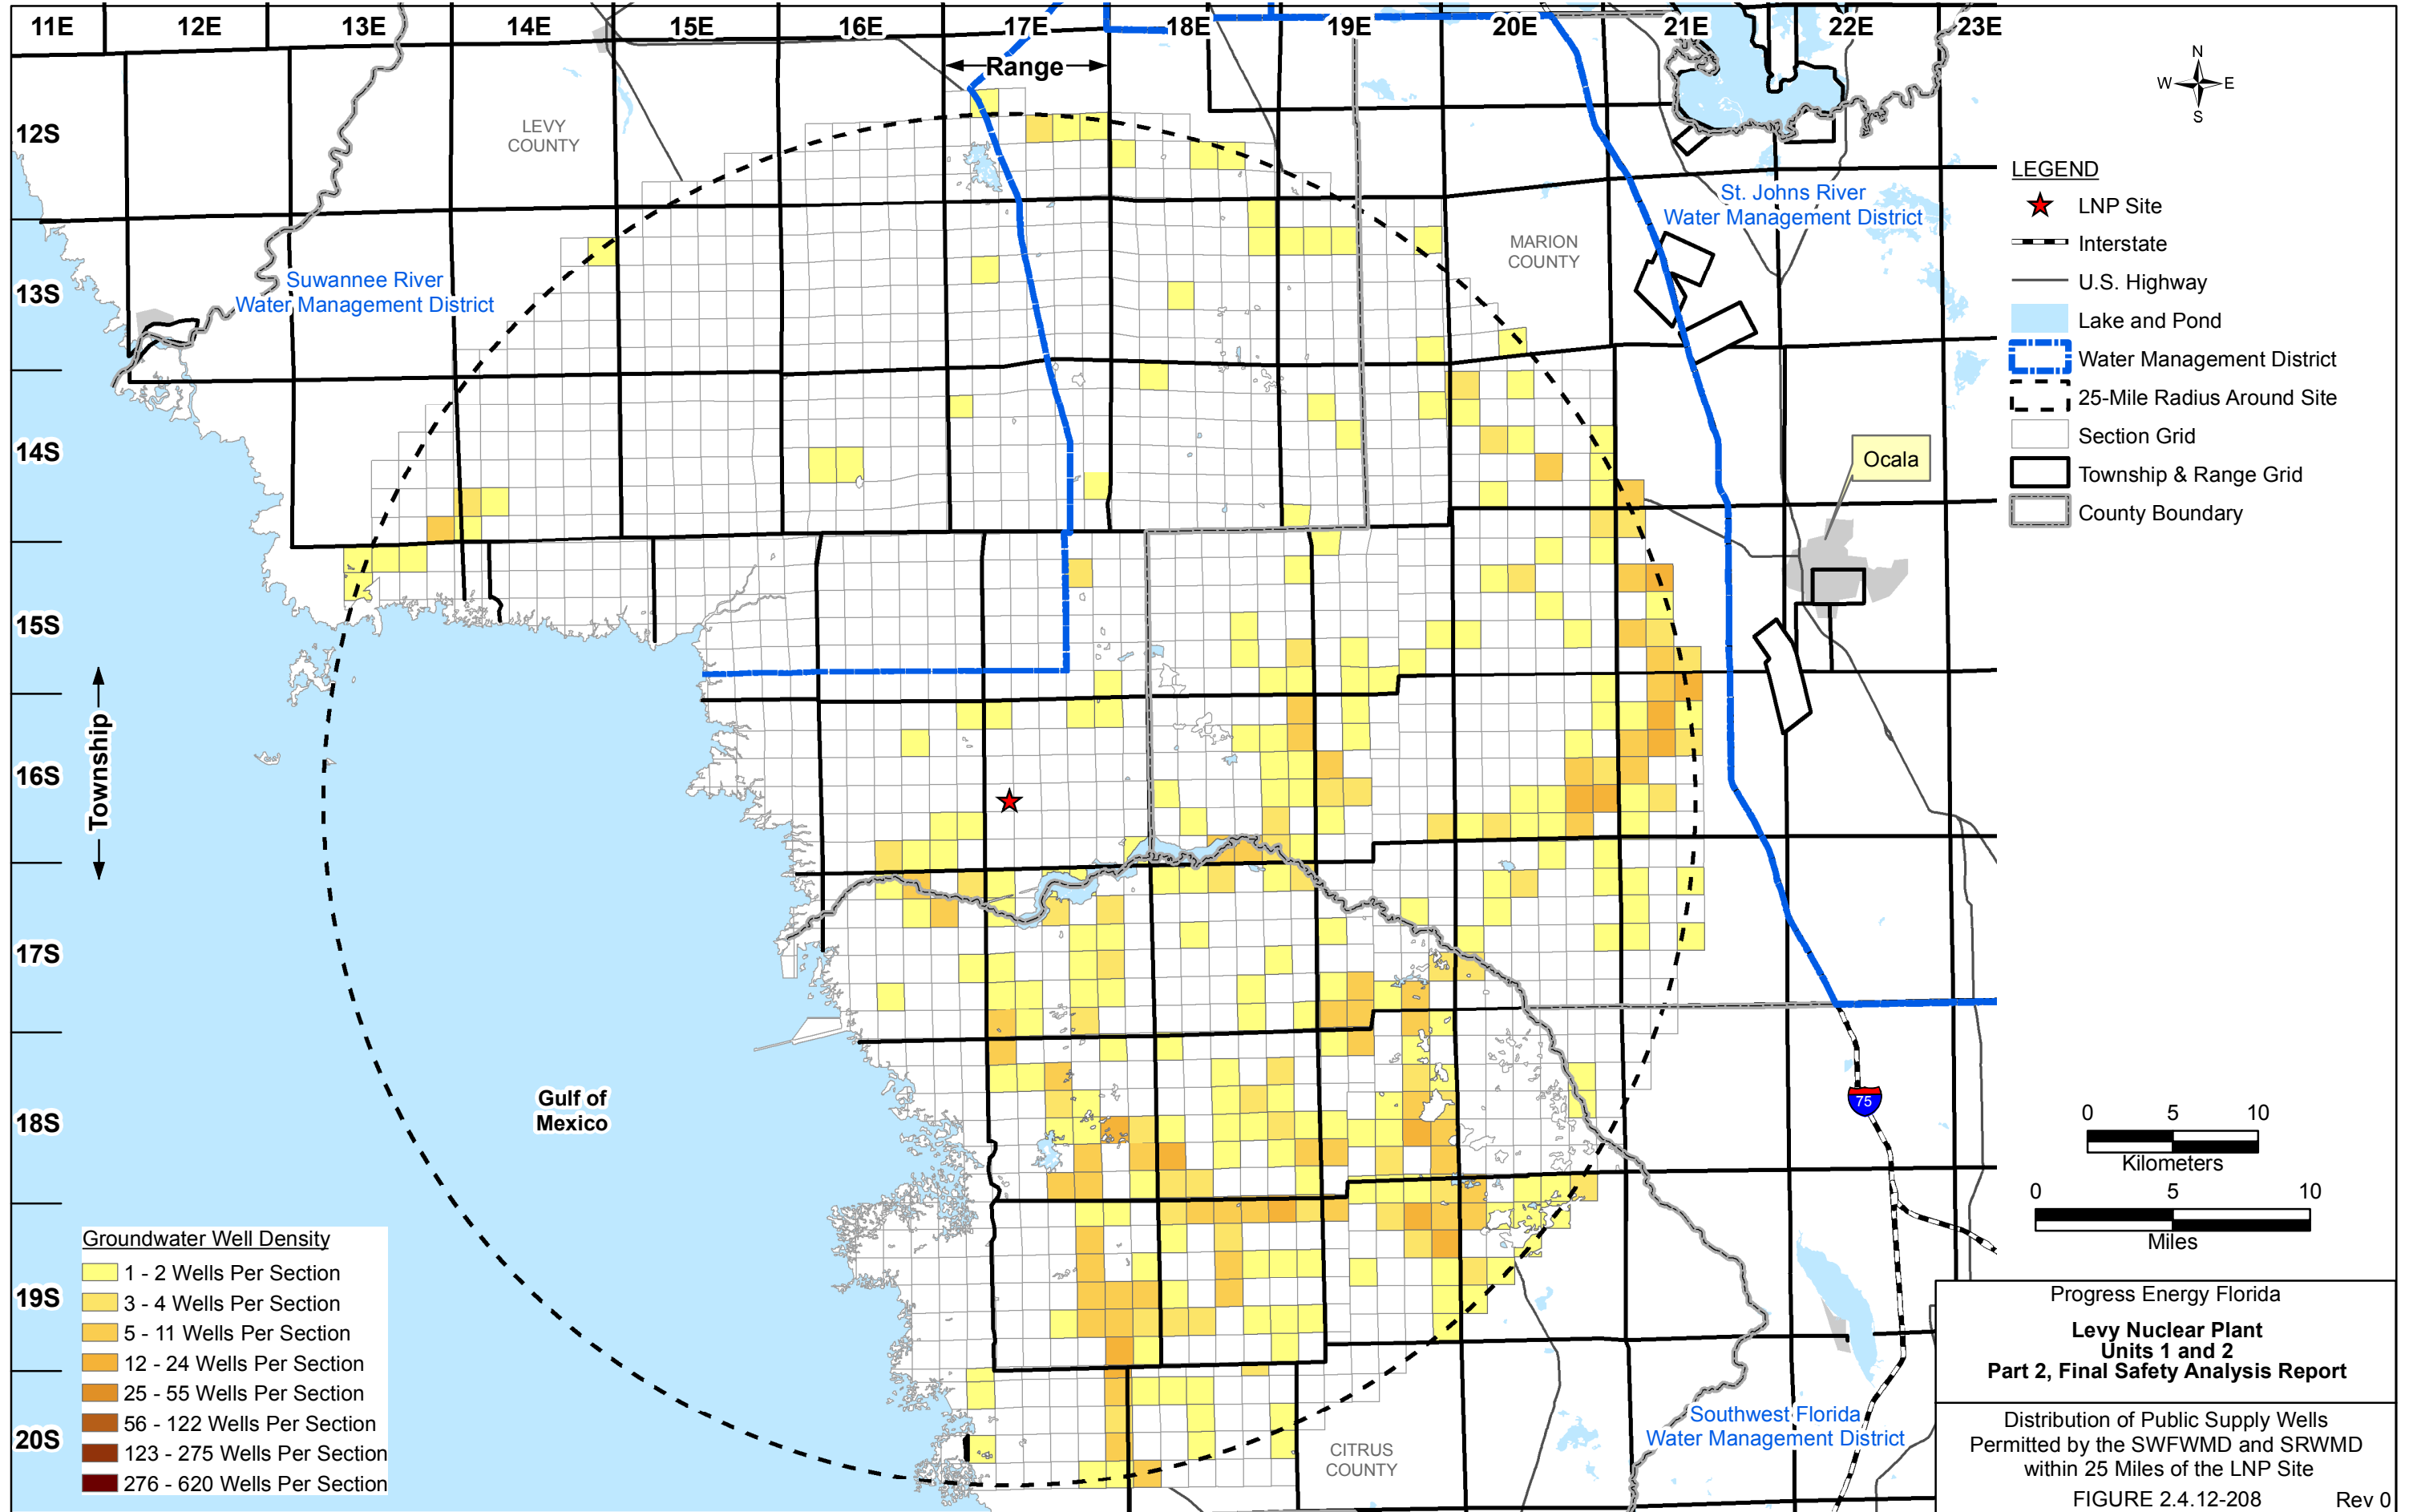 11E 12E 13E 14E 15E 16E 17E 18E 19E 20E 21E 22E 23E
Range
N
W E
S
12S
13S
14S
15S
Township
16S
17S
18S
19S
20S
LEVY
COUNTY
MARION
COUNTY
St. Johns River
Water Management District
Suwannee River
Water Management District
Ocala
Gulf of
Mexico
75
CITRUS
COUNTY
Southwest Florida
Water Management District
LEGEND
LNP Site
Interstate
U.S. Highway
Lake and Pond
Water Management District
25-Mile Radius Around Site
Section Grid
Township & Range Grid
County Boundary
0 5 10
Kilometers
0 5 10
Miles
Groundwater Well Density
1 - 2 Wells Per Section
3 - 4 Wells Per Section
5 - 11 Wells Per Section
12 - 24 Wells Per Section
25 - 55 Wells Per Section
56 - 122 Wells Per Section
123 - 275 Wells Per Section
276 - 620 Wells Per Section
Progress Energy Florida
Levy Nuclear Plant
Units 1 and 2
Part 2, Final Safety Analysis Report
Distribution of Public Supply Wells
Permitted by the SWFWMD and SRWMD
within 25 Miles of the LNP Site
FIGURE 2.4.12-208 Rev 0